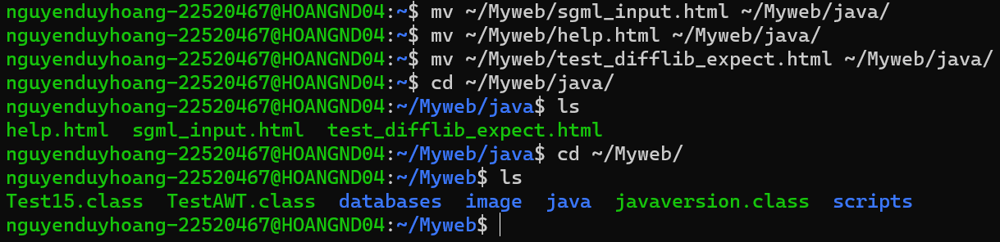 nguyenduyhoang-22520467@HOANGND04:~$ mv ~/Myweb/sgml_input.html ~/Myweb/java/
nguyenduyhoang-22520467@HOANGND04:~$ mv ~/Myweb/help.html ~/Myweb/java/
nguyenduyhoang-22520467@HOANGND04:~$ mv ~/Myweb/test_difflib_expect.html ~/Myweb/java/
nguyenduyhoang-22520467@HOANGND04:~$ cd ~/Myweb/java/
nguyenduyhoang-22520467@HOANGND04:~/Myweb/java$ ls
help.html  sgml_input.html  test_difflib_expect.html
nguyenduyhoang-22520467@HOANGND04:~/Myweb/java$ cd ~/Myweb/
nguyenduyhoang-22520467@HOANGND04:~/Myweb$ ls
Test15.class  TestAWT.class  databases  image  java  javaversion.class  scripts
nguyenduyhoang-22520467@HOANGND04:~/Myweb$